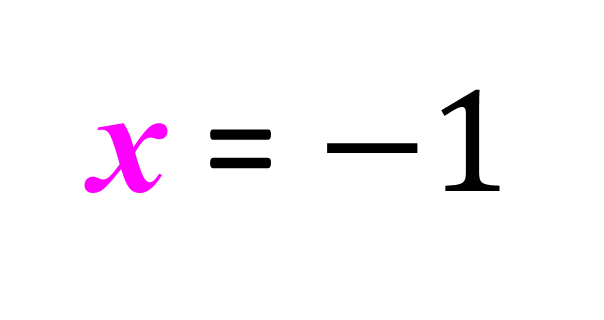 x = −1